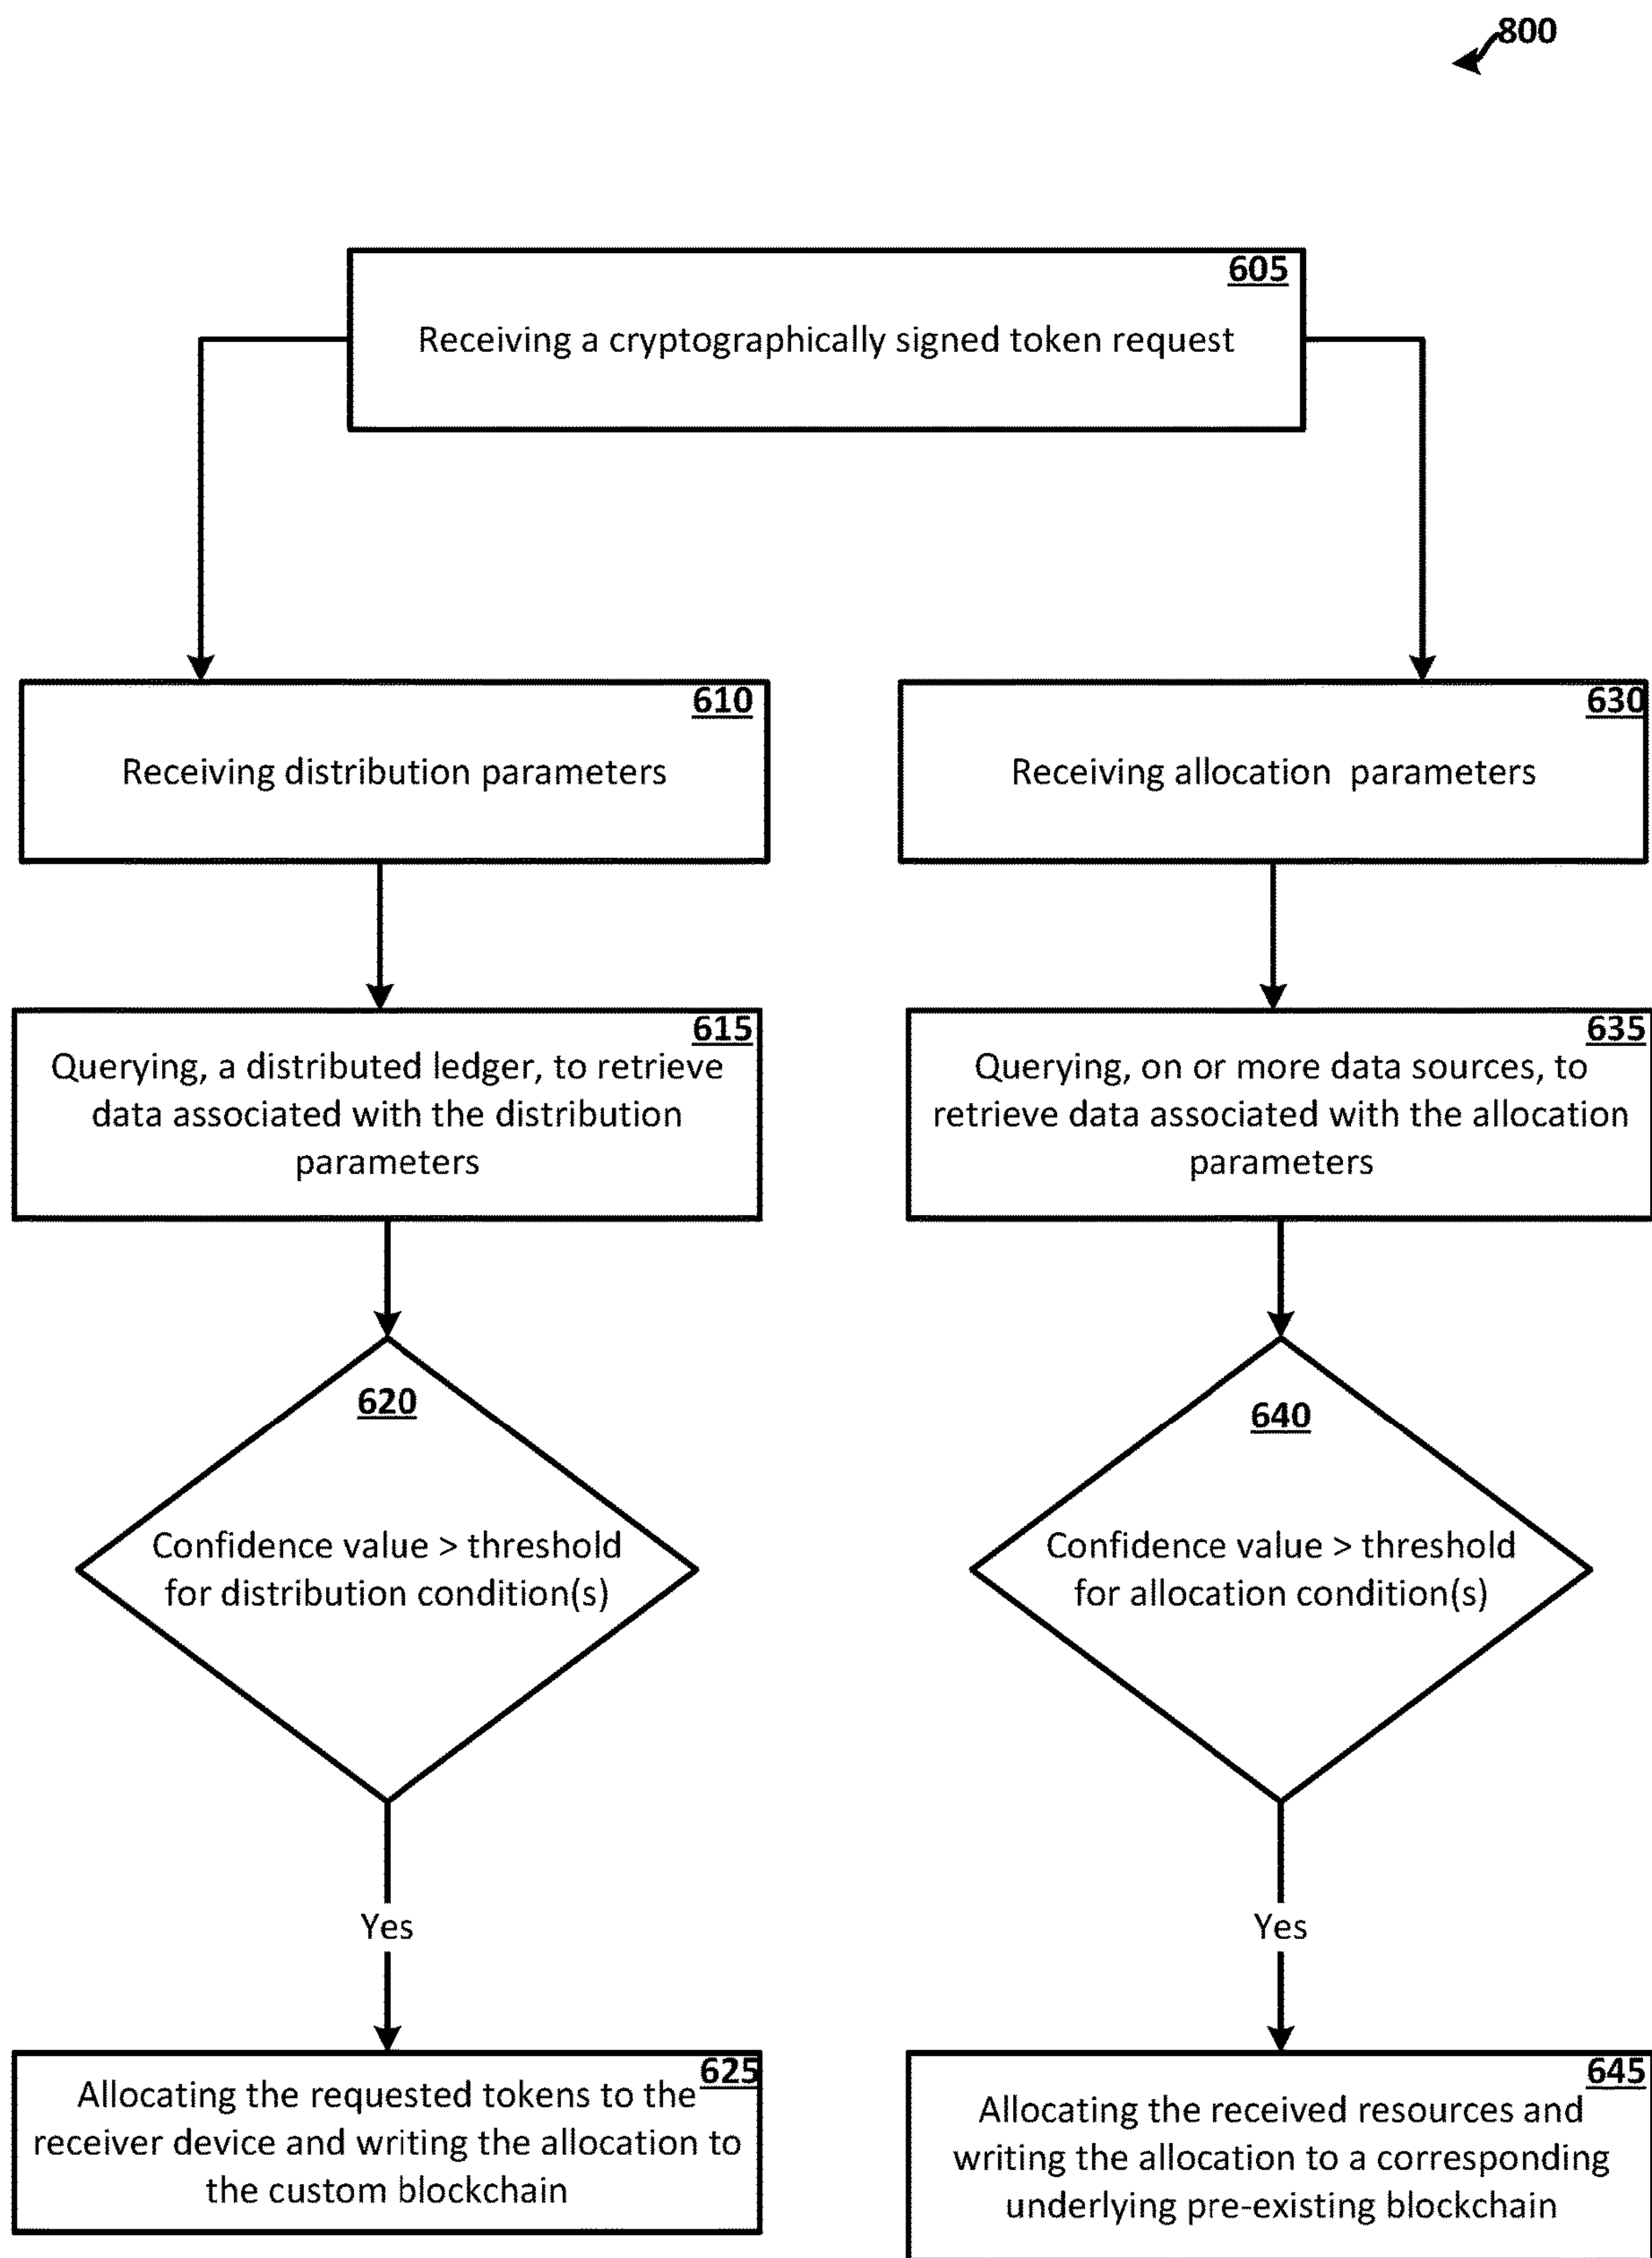 800
605
Receiving a cryptographically signed token request
610
Receiving distribution parameters
630
Receiving allocation  parameters
615
Querying, a distributed ledger, to retrieve
data associated with the distribution
parameters
635
Querying, on or more data sources, to
retrieve data associated with the allocation
parameters
620
Confidence value > threshold
for distribution condition(s)
640
Confidence value > threshold
for allocation condition(s)
Yes
Yes
625
Allocating the requested tokens to the
receiver device and writing the allocation to
the custom blockchain
645
Allocating the received resources and
writing the allocation to a corresponding
underlying pre-existing blockchain